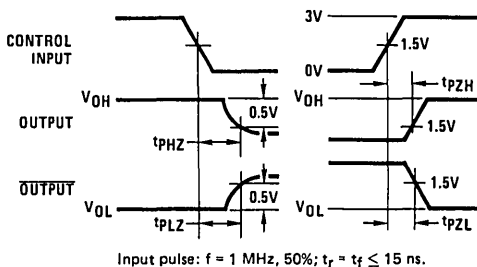 CONTROL
INPUT
3V
1.5V
0V
tPZH
VOH
0.5V
OUTPUT
tPHZ
VOH
1.5V
OUTPUT
0.5V
VOL
tPLZ
1.5V
VOL
tPZL
Input pulse: f = 1 MHz, 50%; tr = tf ≤ 15 ns.